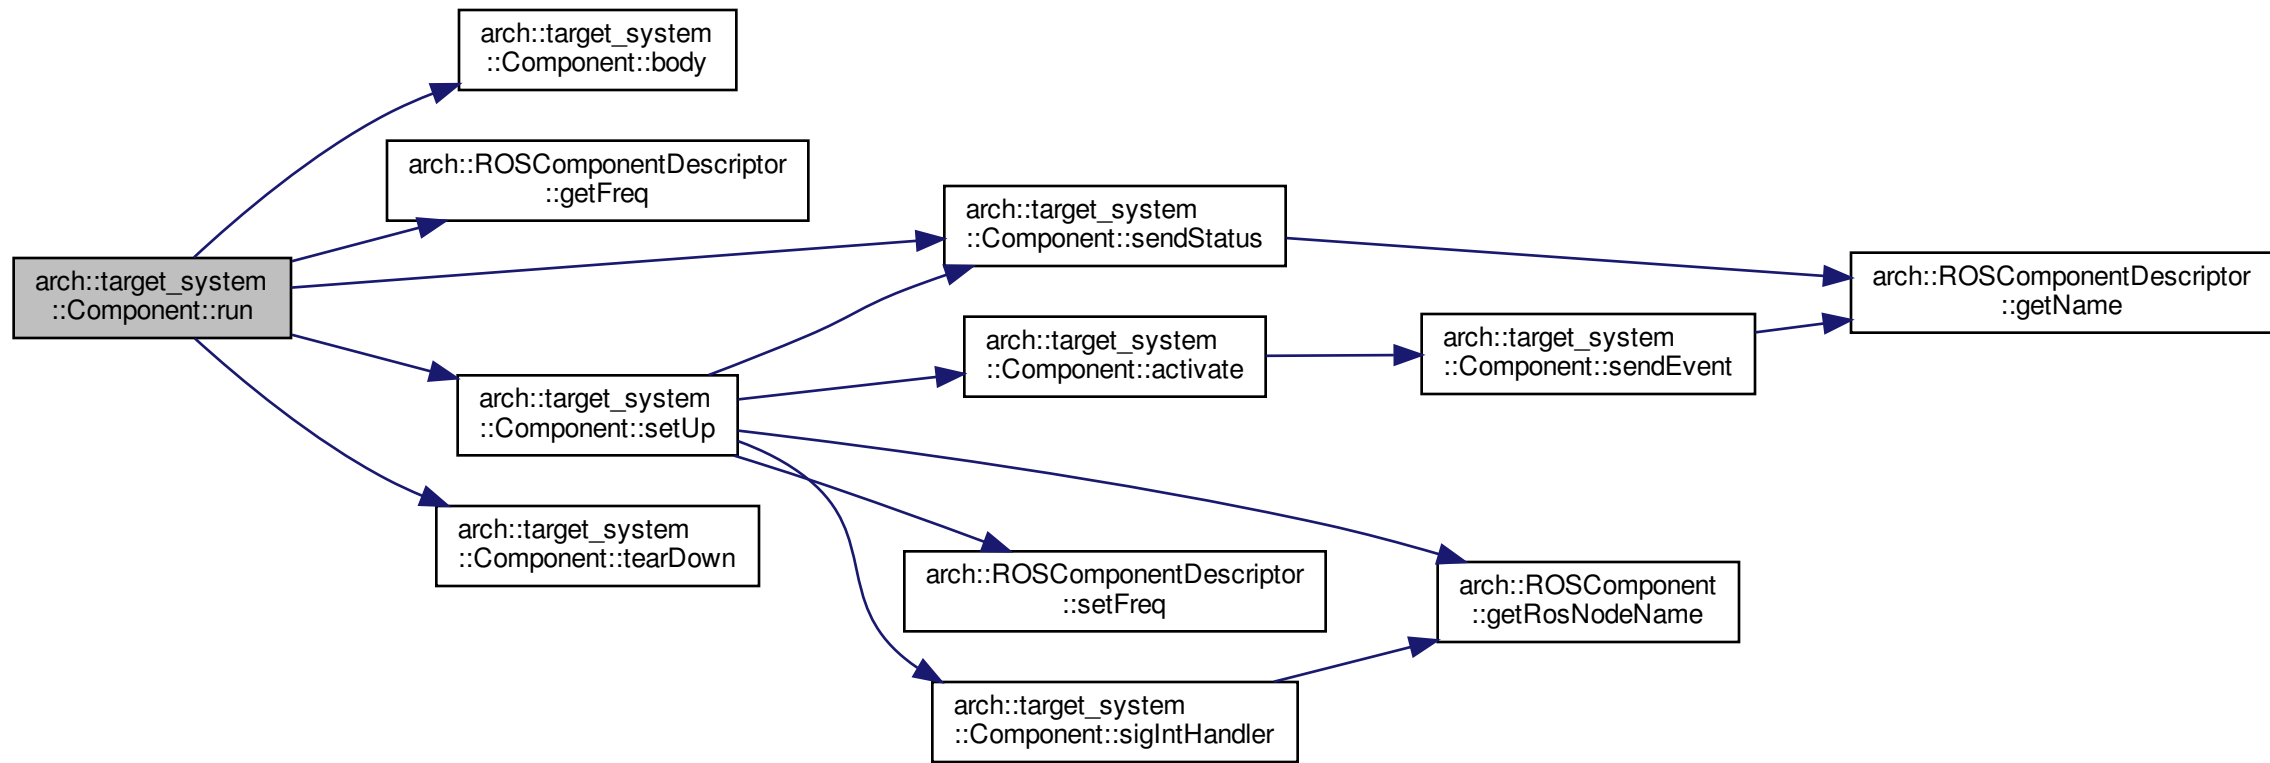 arch::target_system
::Component::run
arch::target_system
::Component::body
arch::ROSComponentDescriptor
::getFreq
arch::target_system
::Component::sendStatus
arch::target_system
::Component::setUp
arch::target_system
::Component::tearDown
arch::target_system
::Component::activate
arch::ROSComponentDescriptor
::setFreq
arch::target_system
::Component::sigIntHandler
arch::target_system
::Component::sendEvent
arch::ROSComponent
::getRosNodeName
arch::ROSComponentDescriptor
::getName